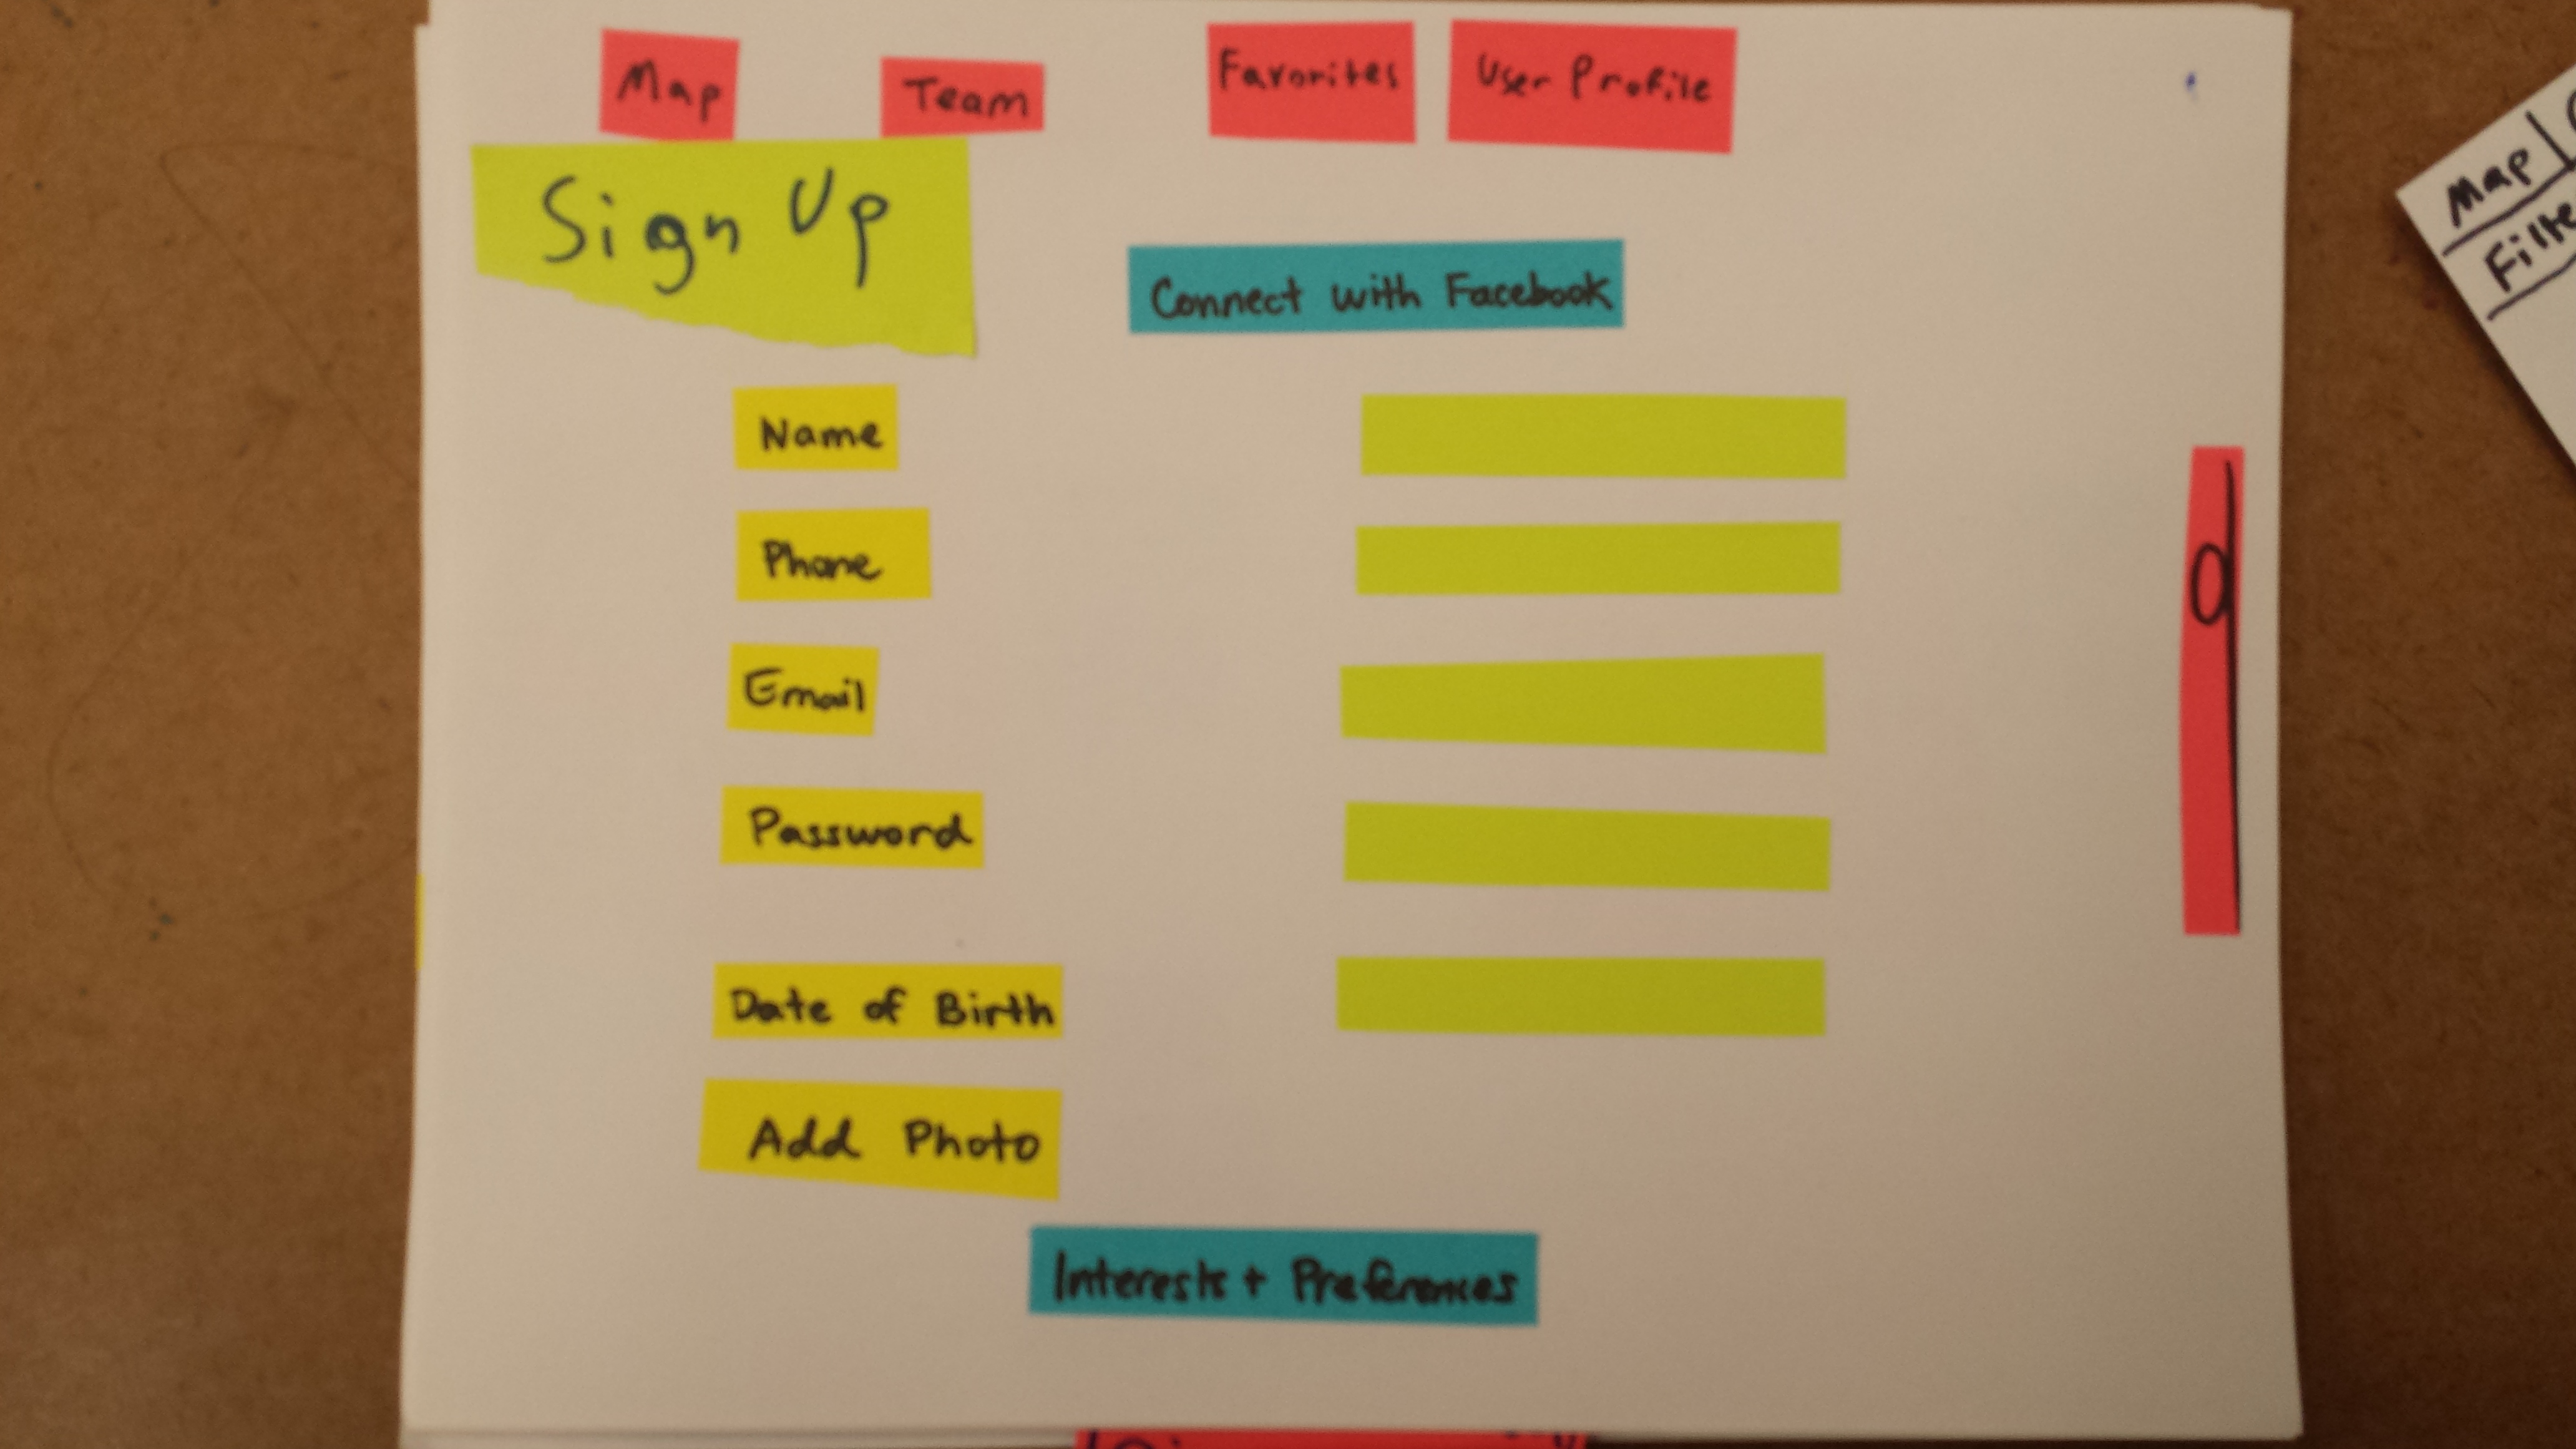 Map Team Favorites User Profile
Sign Up
Connect with Facebook
Name
Phone
Email
Password
Date of Birth
Add Photo
Interests + Preferences
Map